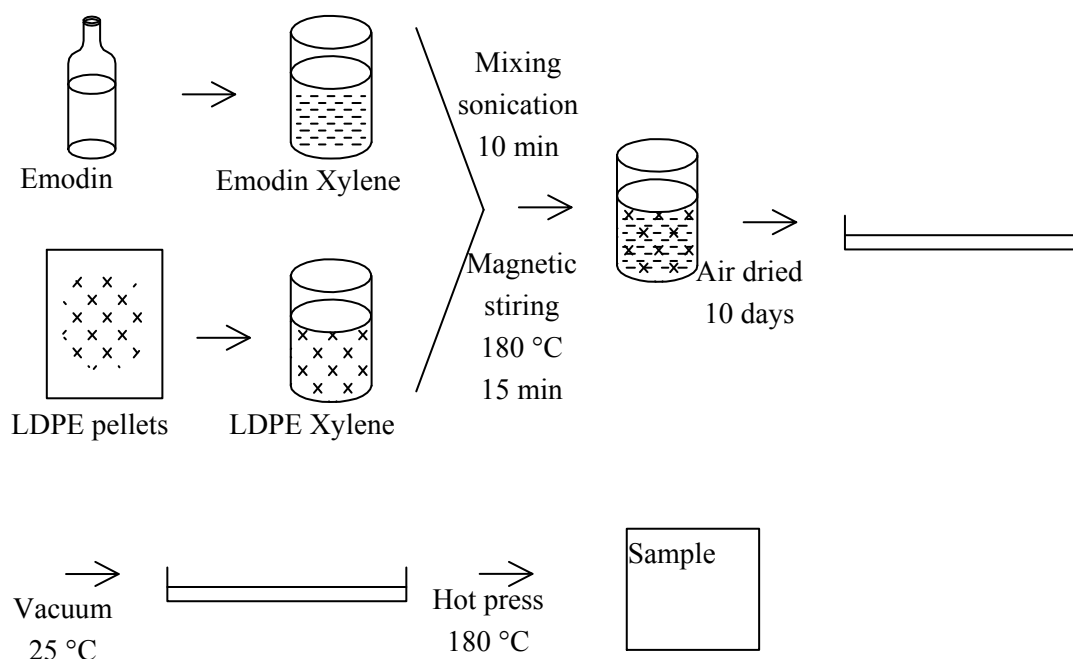 Emodin
Emodin Xylene
Mixing
sonication
10 min
LDPE pellets
LDPE Xylene
Magnetic
stiring
180 °C
15 min
Air dried
10 days
Vacuum
25 °C
Hot press
180 °C
Sample